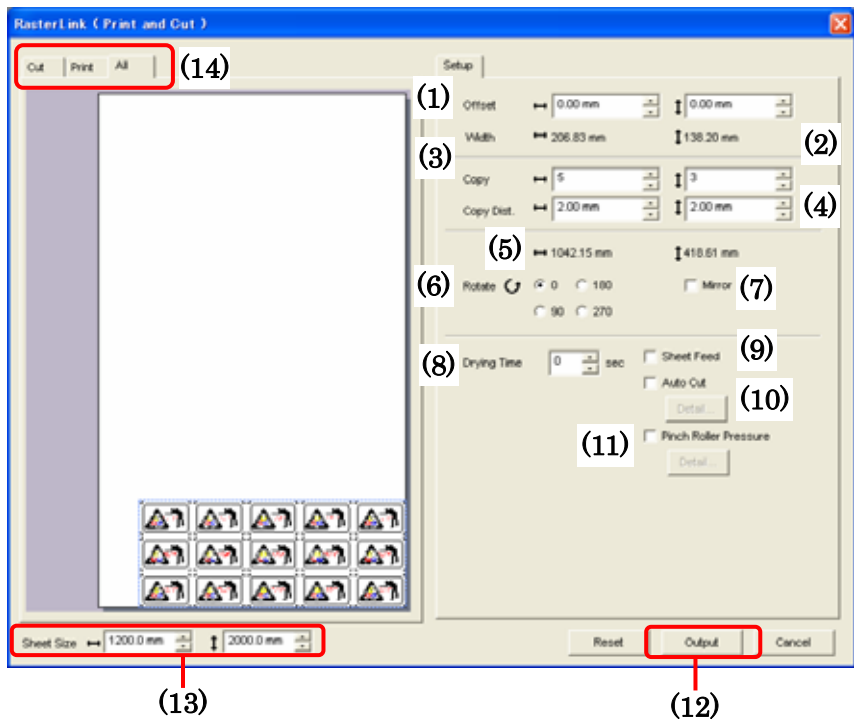 RasterLink ( Print and Cut )
Cut Print All (14)
Setup
(1) Offset 0.00 mm 0.00 mm
Width 206.83 mm 138.20 mm (2)
(3)
Copy 5 3
Copy Dist. 2.00 mm 2.00 mm (4)
(5) 1042.15 mm 418.61 mm
(6) Rotate 0 180 Mirror (7)
90 270
(8) Drying Time 0 sec Sheet Feed (9)
Auto Cut
Detail... (10)
(11) Pinch Roller Pressure
Detail...
Sheet Size 1200.0 mm 2000.0 mm Reset Output Cancel
(13) (12)